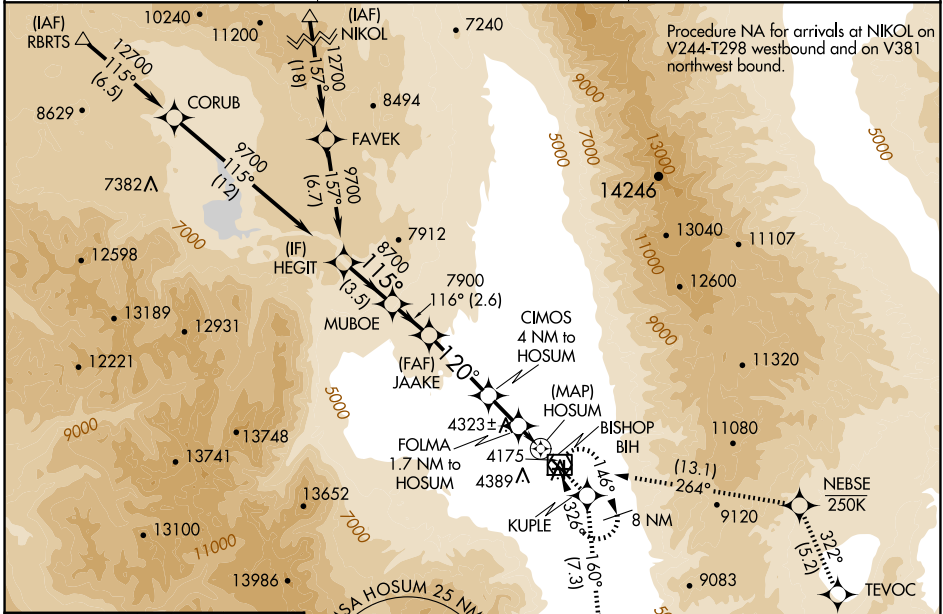 (IAF)
RBRTS
10240
11200
(IAF)
NIKOL
7240
Procedure NA for arrivals at NIKOL on
V244-T298 westbound and on V381
northwest bound.
12700
115°
(6.5)
12700
157°
(18)
8629
CORUB
8494
FAVEK
9000
5000
7000
13000
5000
14246
9700
115°
(12)
9700
157°
(6.7)
7382
7000
7912
(IF)
HEGIT
8700
115°
(3.5)
13040
11107
11000
12598
12600
7900
116° (2.6)
MUBOE
13189
12931
CIMOS
4 NM to
HOSUM
9000
12221
(FAF)
JAAKE
120°
11320
5000
(MAP)
HOSUM
9000
4323±
BISHOP
BIH
11080
13748
FOLMA
1.7 NM to
HOSUM
4175
4389
13741
146°
(13.1)
264°
NEBSE
250K
13652
KUPLE
326°
8 NM
9120
7000
13100
11000
160°
(7.3)
322°
(5.2)
13986
9083
TEVOC
SA HOSUM 25 NM